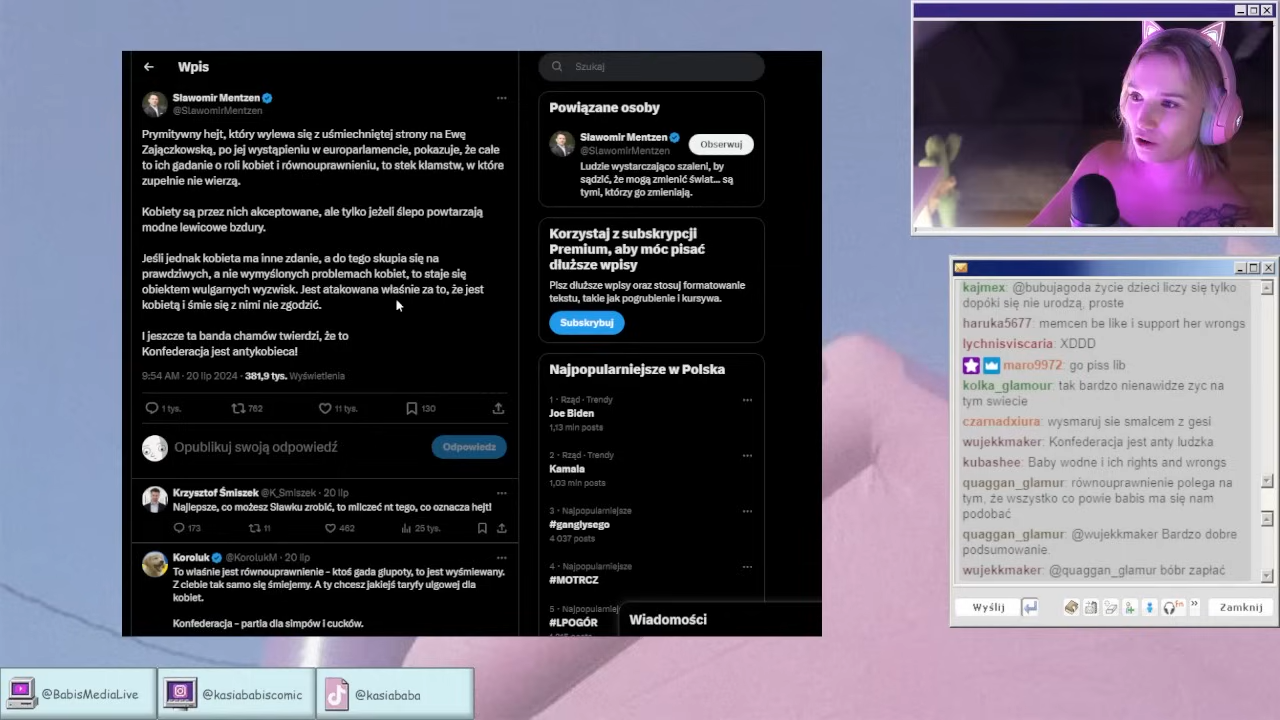 Wpis
Sławomir Mentzen
@SlawomirMentzen
Prymitywny hejt, który wylewa się z uśmiechniętej strony na Ewę
Zajączkowską, po jej wystąpieniu w europarlamencie, pokazuje, że całe
to ich gadanie o roli kobiet i równouprawnieniu, to stek kłamstw, w które
zupełnie nie wierzą.
Kobiety są przez nich akceptowane, ale tylko jeżeli ślepo powtarzają
modne lewicowe bzdury.
Jeśli jednak kobieta ma inne zdanie, a do tego skupia się na
prawdziwych, a nie wymyślonych problemach kobiet, to staje się
obiektem wulgarnych wyzwisk. Jest atakowana właśnie za to, że jest
kobietą i śmie się z nimi nie zgodzić.
I jeszcze ta banda chamów twierdzi, że to
Konfederacja jest antykobieca!
9:54 AM · 20 lip 2024 · 381,9 tys. Wyświetlenia
1 tys.
762
11 tys.
130
Opublikuj swoją odpowiedź
Odpowiedz
Krzysztof Śmiszek @K_Smiszek · 20 lip
Najlepsze, co możesz Sławku zrobić, to milczeć nt tego, co oznacza hejt!
173
11
462
25 tys.
Koroluk @KorolukM · 20 lip
To właśnie jest równouprawnienie - ktoś gada głupoty, to jest wyśmiewany.
Z ciebie tak samo się śmiejemy. A ty chcesz jakiejś taryfy ulgowej dla
kobiet.
Konfederacja - partia dla simpów i cucków.
Szukaj
Powiązane osoby
Sławomir Mentzen
@SlawomirMentzen
Obserwuj
Ludzie wystarczająco szaleni, by
sądzić, że mogą zmienić świat... są
tymi, którzy go zmieniają.
Korzystaj z subskrypcji
Premium, aby móc pisać
dłuższe wpisy
Pisz dłuższe wpisy oraz stosuj formatowanie
tekstu, takie jak pogrubienie i kursywa.
Subskrybuj
Najpopularniejsze w Polska
1 · Rząd · Trendy
Joe Biden
1,13 mln posts
2 · Rząd · Trendy
Kamala
1,03 mln posts
3 · Najpopularniejsze
#ganglysego
4 037 posts
4 · Najpopularniejsze
#MOTRCZ
5 · Najpopularniejsze
#LPOGÓR
Wiadomości
kajmex: @bubujagoda życie dzieci liczy się tylko
dopóki się nie urodzą. proste
haruka5677: memcen be like i support her wrongs
lychnisviscaria: XDDD
maro9972: go piss lib
kolka_glamour: tak bardzo nienawidze zyc na
tym swiecie
czarnadxiura: wysmaruj sie smalcem z gesi
wujekkmaker: Konfederacja jest anty ludzka
kubashee: Baby wodne i ich rights and wrongs
quaggan_glamur: równouprawnienie polega na
tym, że wszystko co powie babis ma się nam
podobać
quaggan_glamur: @wujekkmaker Bardzo dobre
podsumowanie.
wujekkmaker: @quaggan_glamur bóbr zapłać
Wyślij
fn
Zamknij
@BabisMediaLive
@kasiababiscomic
@kasiababa